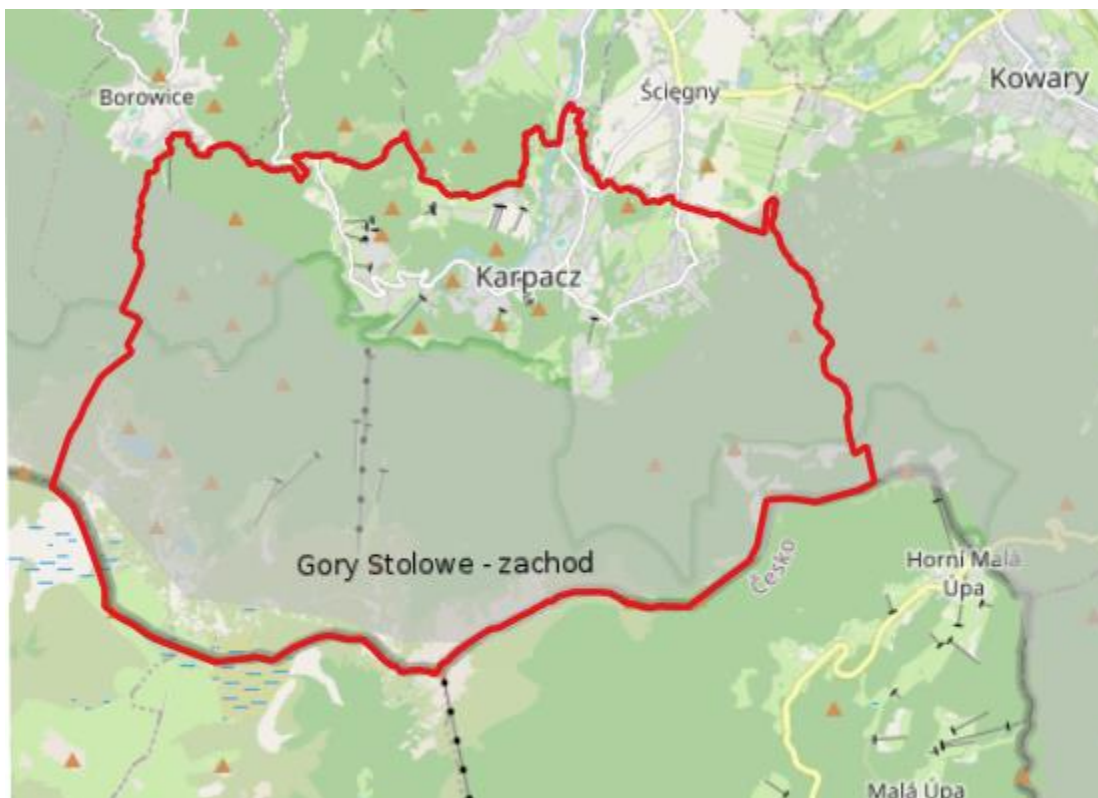 Borowice
Ścięgny
Kowary
Karpacz
Gory Stolowe - zachod
Česko
Horní Malá
Úpa
Malá Úpa